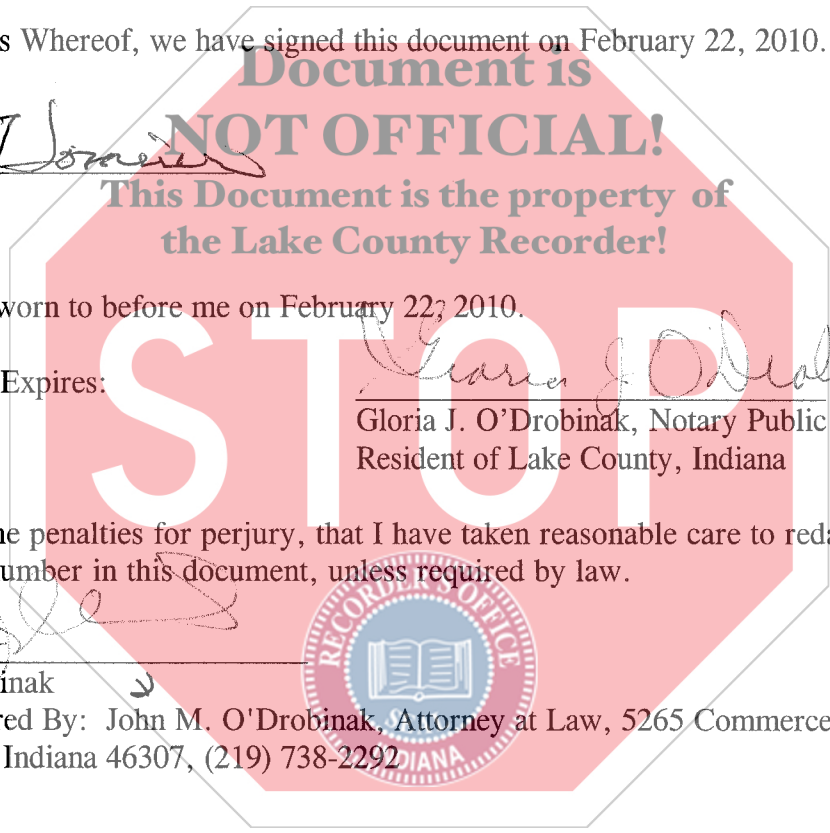 s Whereof, we have signed this document on February 22, 2010.
Document is
NOT OFFICIAL!
This Document is the property of
the Lake County Recorder!
worn to before me on February 22, 2010.
STOP
Expires:
Gloria J. O'Drobinak, Notary Public
Resident of Lake County, Indiana
he penalties for perjury, that I have taken reasonable care to reda
umber in this document, unless required by law.
RECORDER'S OFFICE
inak
red By: John M. O'Drobinak, Attorney at Law, 5265 Commerce
Indiana 46307, (219) 738-2292
INDIANA